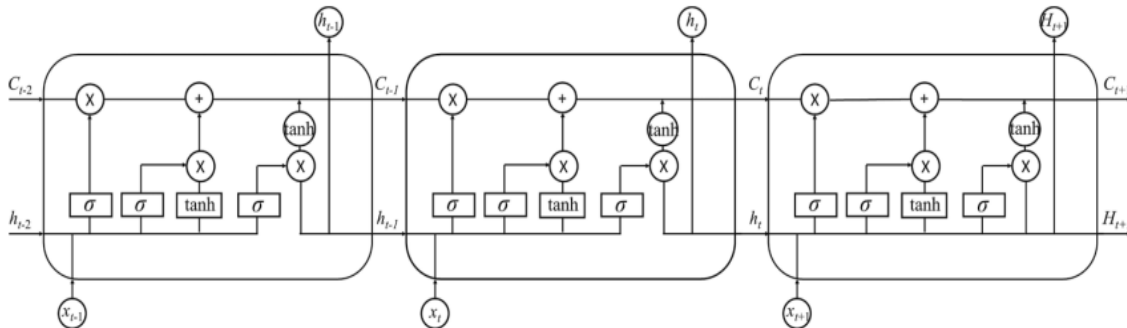 h_{t-1} h_t H_{t+1}
C_{t-2} C_{t-1} C_t C_{t+1}
X + X + X +
tanh tanh tanh
X X X X X X
σ σ tanh σ σ σ tanh σ σ σ tanh σ
h_{t-2} h_{t-1} h_t H_{t+}
x_{t-1} x_t x_{t+1}